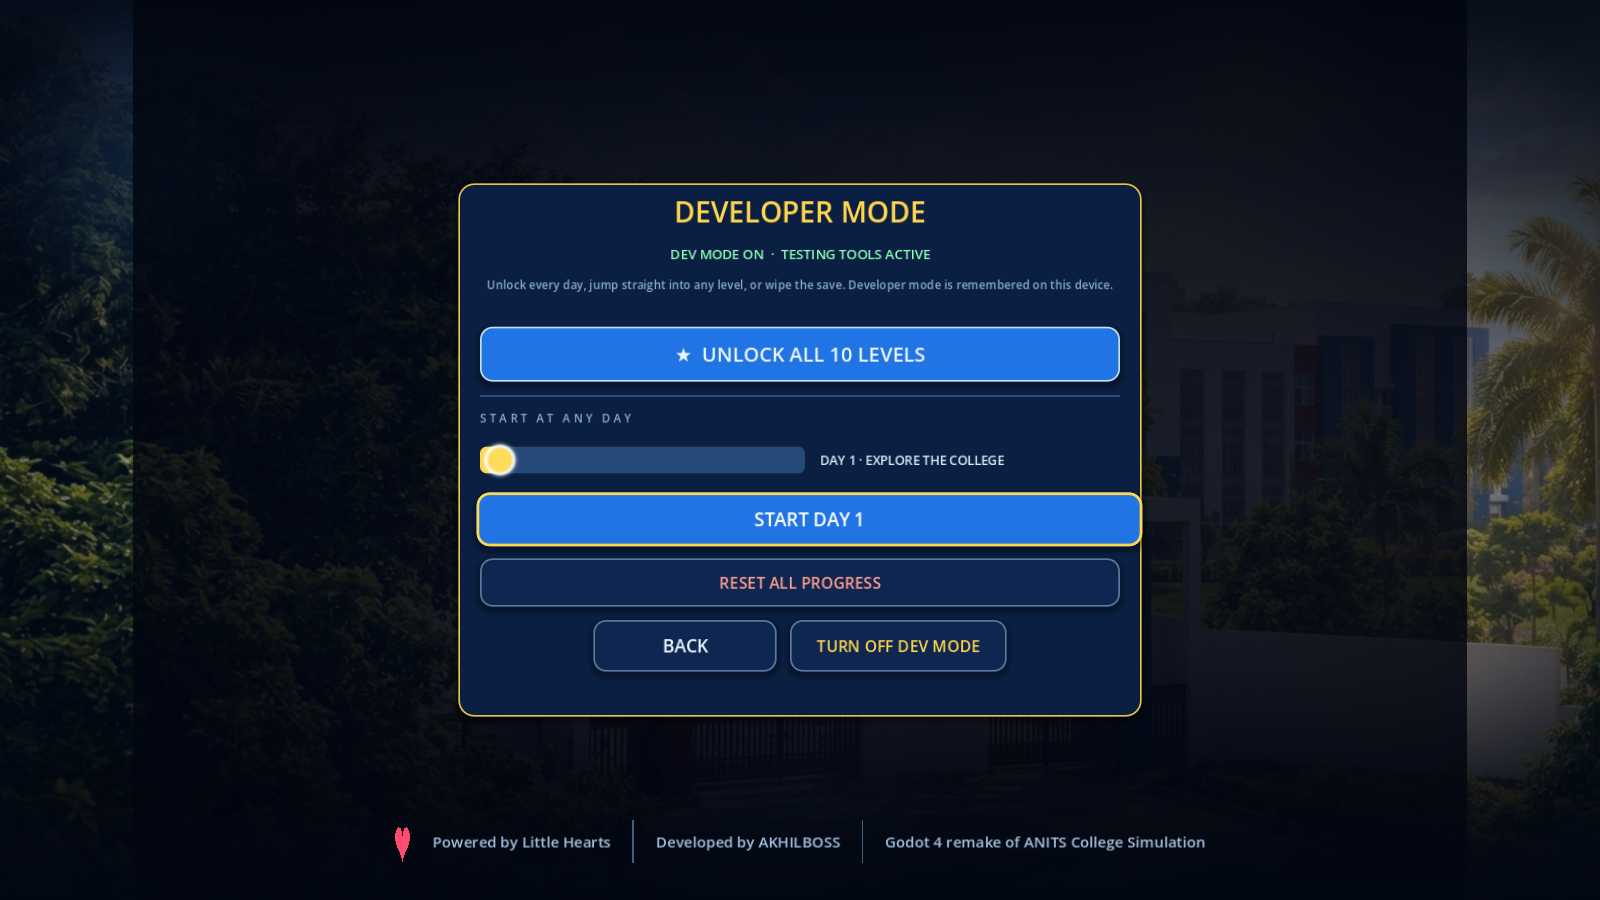 DEVELOPER MODE
DEV MODE ON · TESTING TOOLS ACTIVE
Unlock every day, jump straight into any level, or wipe the save. Developer mode is remembered on this device.
★ UNLOCK ALL 10 LEVELS
START AT ANY DAY
DAY 1 · EXPLORE THE COLLEGE
START DAY 1
RESET ALL PROGRESS
BACK
TURN OFF DEV MODE
Powered by Little Hearts
Developed by AKHILBOSS
Godot 4 remake of ANITS College Simulation